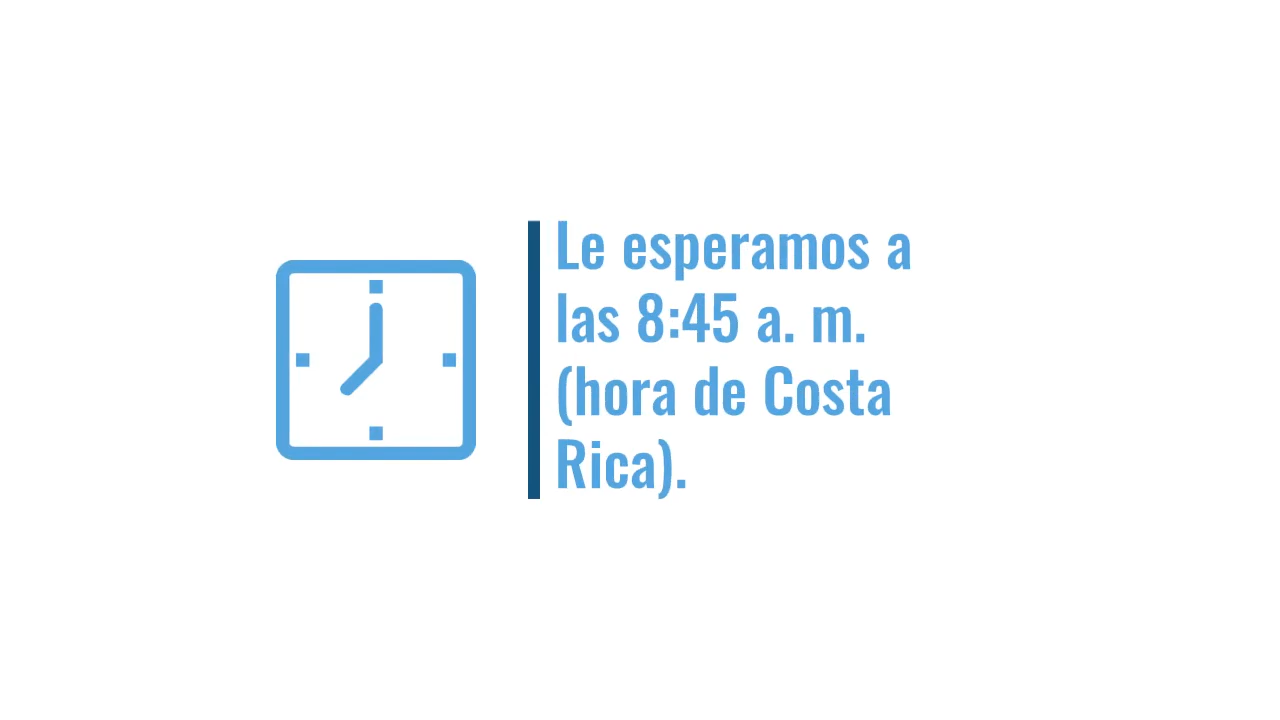 Le esperamos a
las 8:45 a. m.
(hora de Costa
Rica).